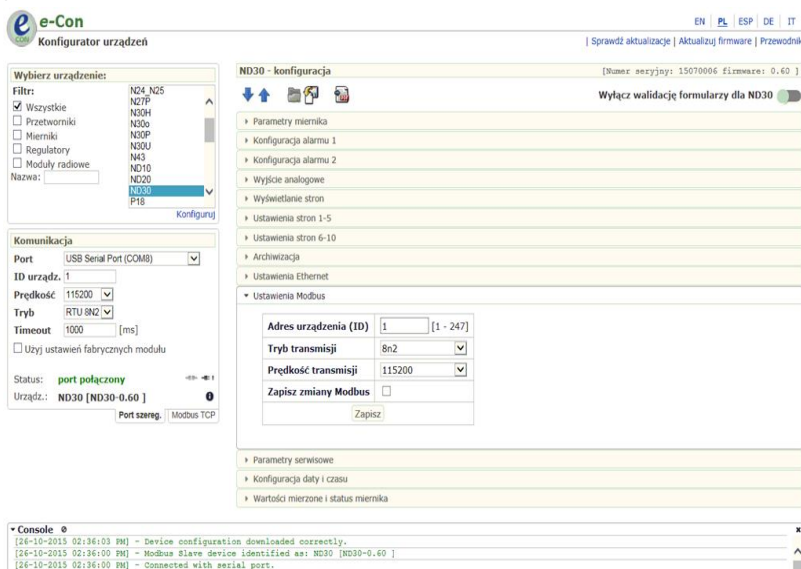 e-Con
Konfigurator urządzeń
EN | PL | ESP | DE | IT
| Sprawdź aktualizacje | Aktualizuj firmware | Przewodnik
Wybierz urządzenie:
Filtr:
Wszystkie
Przetworniki
Mierniki
Regulatory
Moduły radiowe
Nazwa:
N24_N25
N27P
N30H
N30o
N30P
N30U
N43
ND10
ND20
ND30
P18
Konfiguruj
Komunikacja
Port USB Serial Port (COM8)
ID urządz. 1
Prędkość 115200
Tryb RTU 8N2
Timeout 1000 [ms]
Użyj ustawień fabrycznych modułu
Status: port połączony
Urządz.: ND30 [ND30-0.60 ]
Port szereg. Modbus TCP
ND30 - konfiguracja
[Numer seryjny: 15070006 firmware: 0.60 ]
Wyłącz walidację formularzy dla ND30
Parametry miernika
Konfiguracja alarmu 1
Konfiguracja alarmu 2
Wyjście analogowe
Wyświetlanie stron
Ustawienia stron 1-5
Ustawienia stron 6-10
Archiwizacja
Ustawienia Ethernet
Ustawienia Modbus
Adres urządzenia (ID) 1 [1 - 247]
Tryb transmisji 8n2
Prędkość transmisji 115200
Zapisz zmiany Modbus
Zapisz
Parametry serwisowe
Konfiguracja daty i czasu
Wartości mierzone i status miernika
Console
[26-10-2015 02:36:03 PM] - Device configuration downloaded correctly.
[26-10-2015 02:36:00 PM] - Modbus Slave device identified as: ND30 [ND30-0.60 ]
[26-10-2015 02:36:00 PM] - Connected with serial port.